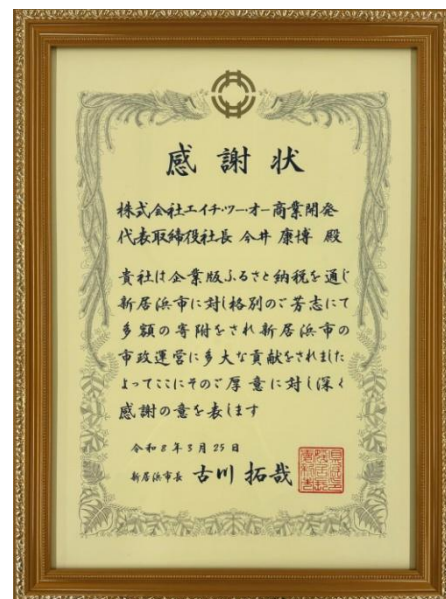 感謝状
株式会社エイチ・ツー・オー商業開発
代表取締役社長 今井 康博 殿
貴社は企業版ふるさと納税を通じ
新居浜市に対し格別のご芳志にて
多額の寄附をされ新居浜市の
市政運営に多大な貢献をされました
よってここにそのご厚意に対し深く
感謝の意を表します
令和8年3月25日
新居浜市長 古川 拓哉